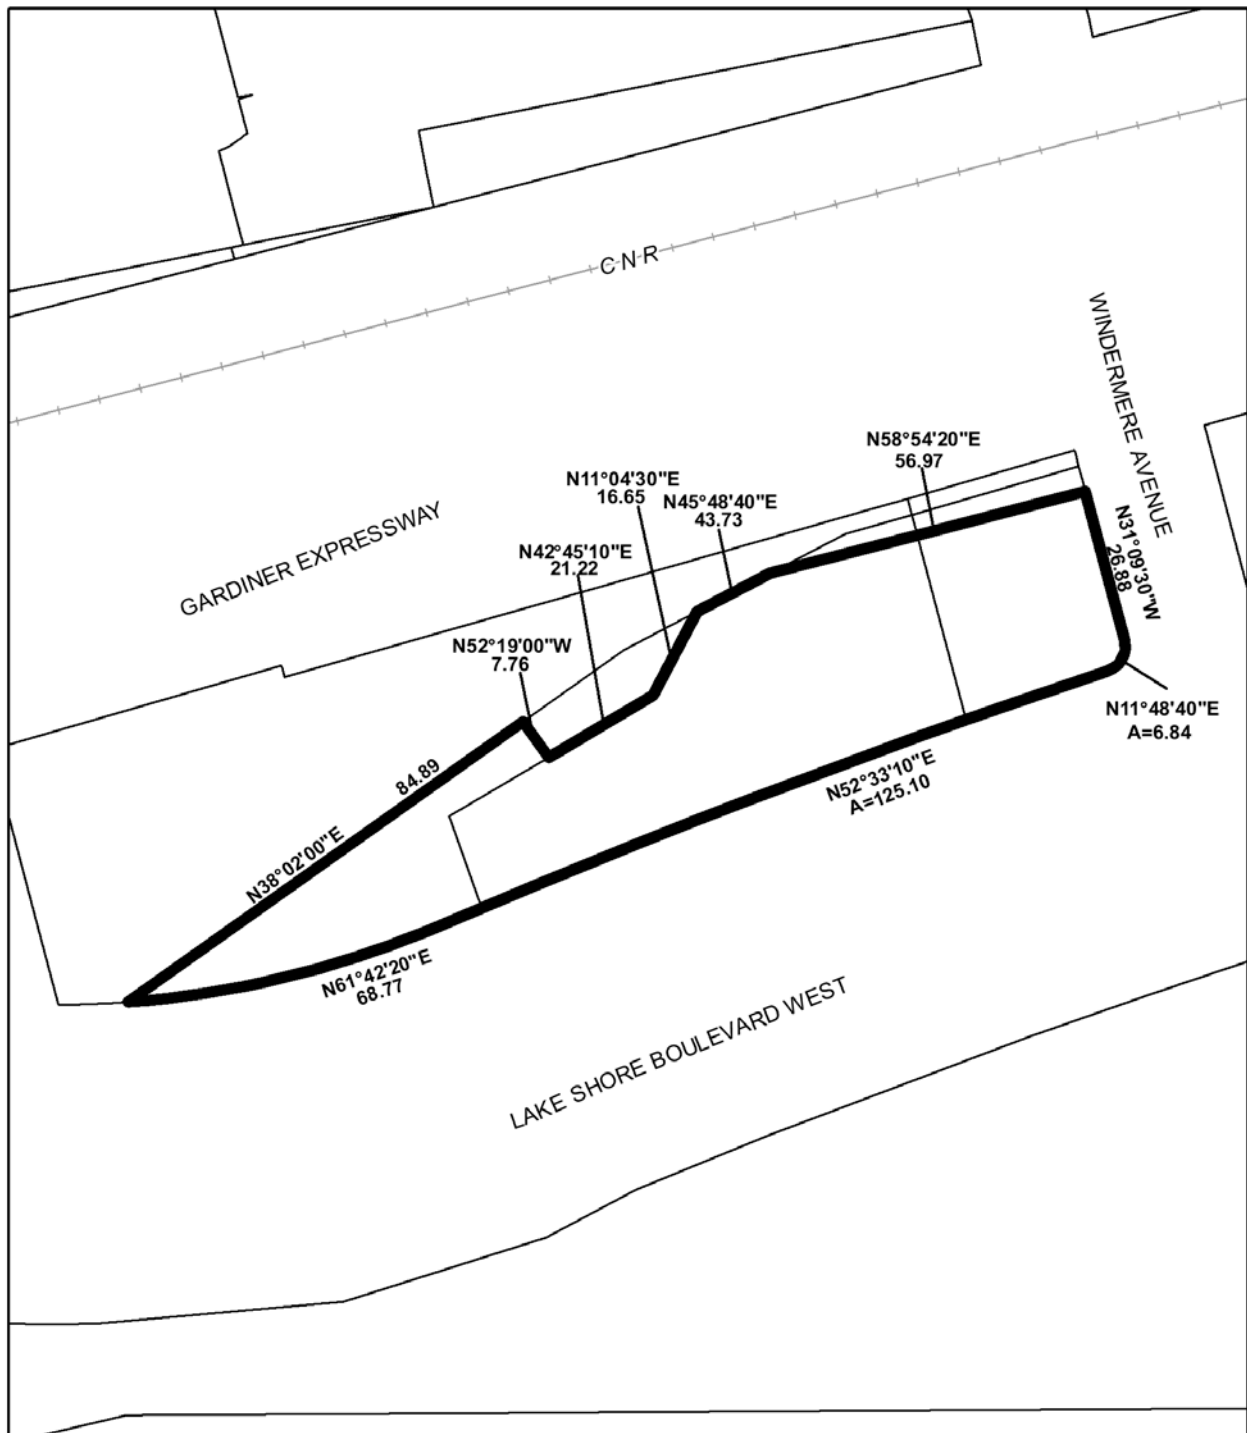 C N R
WINDERMERE AVENUE
N58°54'20"E
56.97
N11°04'30"E
16.65
N45°48'40"E
43.73
GARDINER EXPRESSWAY
N31°09'30"W
26.88
N42°45'10"E
21.22
N52°19'00"W
7.76
N11°48'40"E
A=6.84
84.89
N52°33'10"E
A=125.10
N38°02'00"E
N61°42'20"E
68.77
LAKE SHORE BOULEVARD WEST